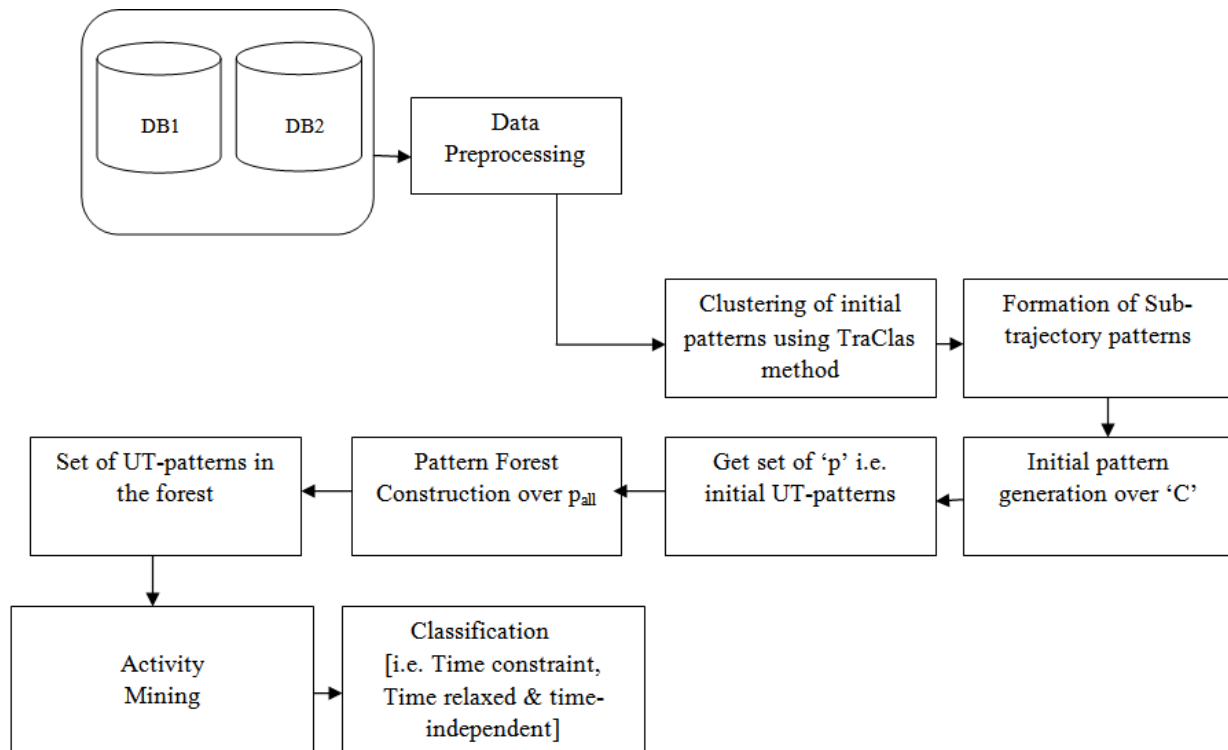 DB1
DB2
Data
Preprocessing
Clustering of initial
patterns using TraClas
method
Formation of Sub-
trajectory patterns
Initial pattern
generation over ‘C’
Get set of ‘p’ i.e.
initial UT-patterns
Pattern Forest
Construction over pall
Set of UT-patterns in
the forest
Activity
Mining
Classification
[i.e. Time constraint,
Time relaxed & time-
independent]